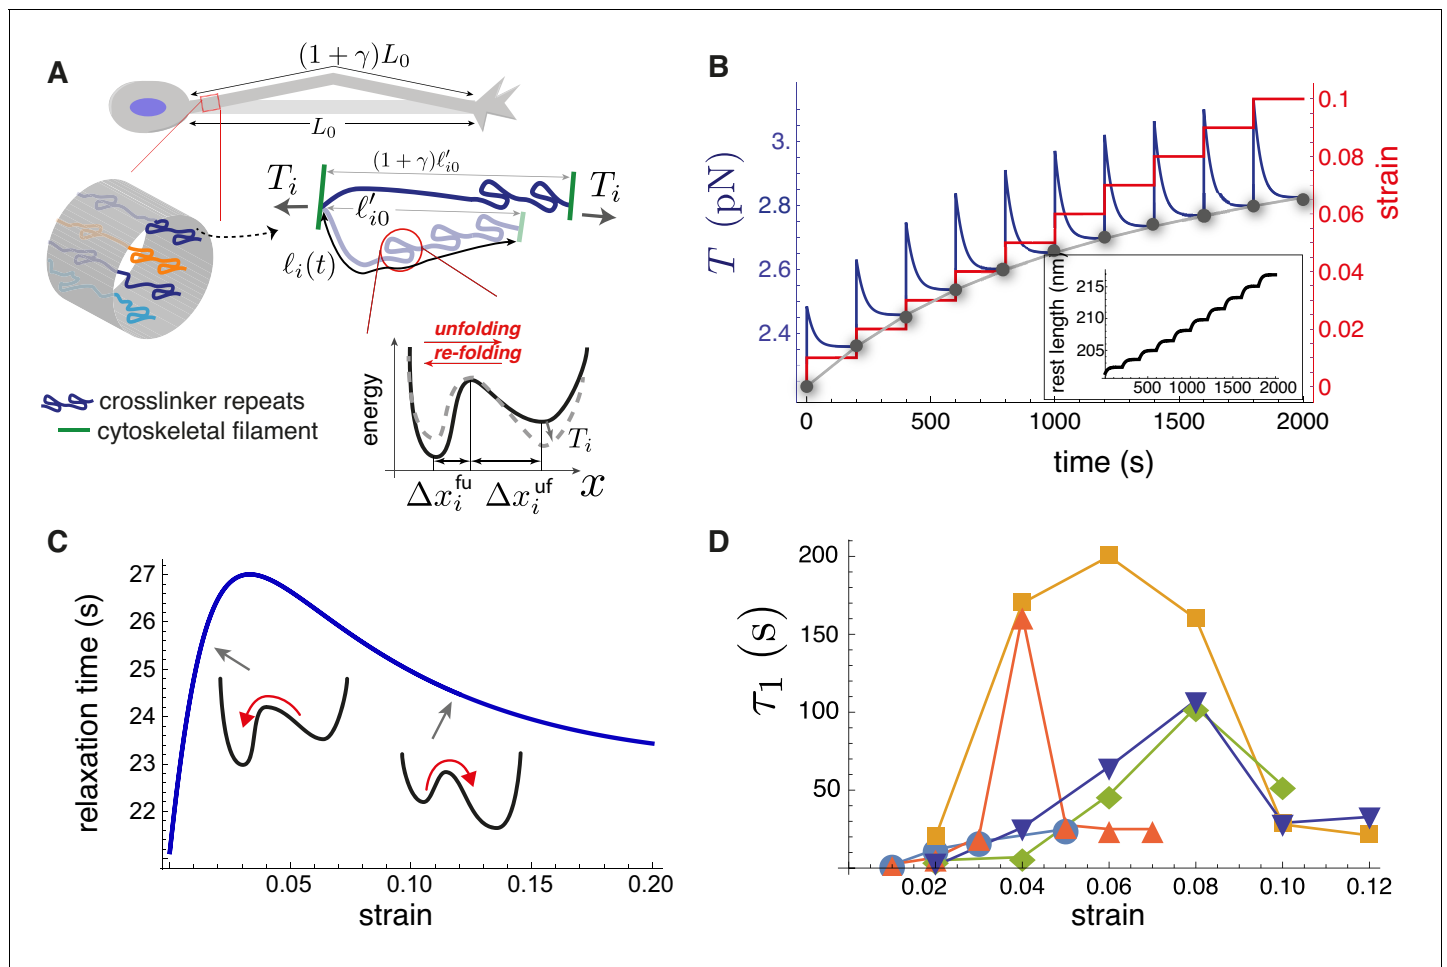 A
(1 + γ)L₀
L₀
(1 + γ)ℓ′ᵢ₀
Tᵢ
Tᵢ
ℓ′ᵢ₀
ℓᵢ(t)
unfolding
re-folding
energy
Tᵢ
Δxᵢᶠᵘ
Δxᵢᵘᶠ
x
crosslinker repeats
cytoskeletal filament
B
T (pN)
3.
2.8
2.6
2.4
0.1
0.08
0.06
0.04
0.02
0
strain
0
500
1000
1500
2000
time (s)
rest length (nm)
215
210
205
500
1000
1500
2000
C
relaxation time (s)
27
26
25
24
23
22
0.05
0.10
0.15
0.20
strain
D
τ₁ (s)
200
150
100
50
0.02
0.04
0.06
0.08
0.10
0.12
strain